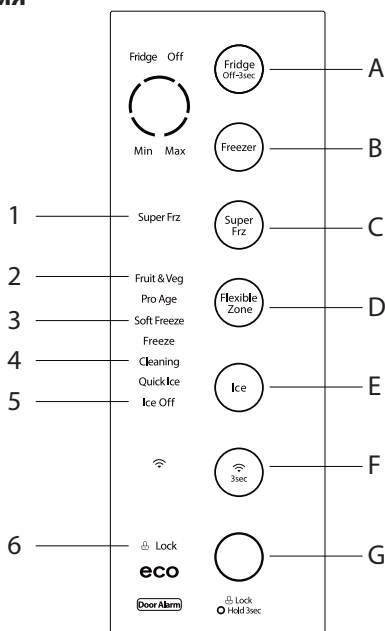 Fridge Off
Fridge
Off-3sec
A
Min Max
Freezer
B
1
Super Frz
Super
Frz
C
2
Fruit & Veg
Pro Age
3
Soft Freeze
Flexible
Zone
D
Freeze
4
Cleaning
Quick Ice
5
Ice Off
Ice
E
3sec
F
6
Lock
eco
Door Alarm
G
Lock
Hold 3sec